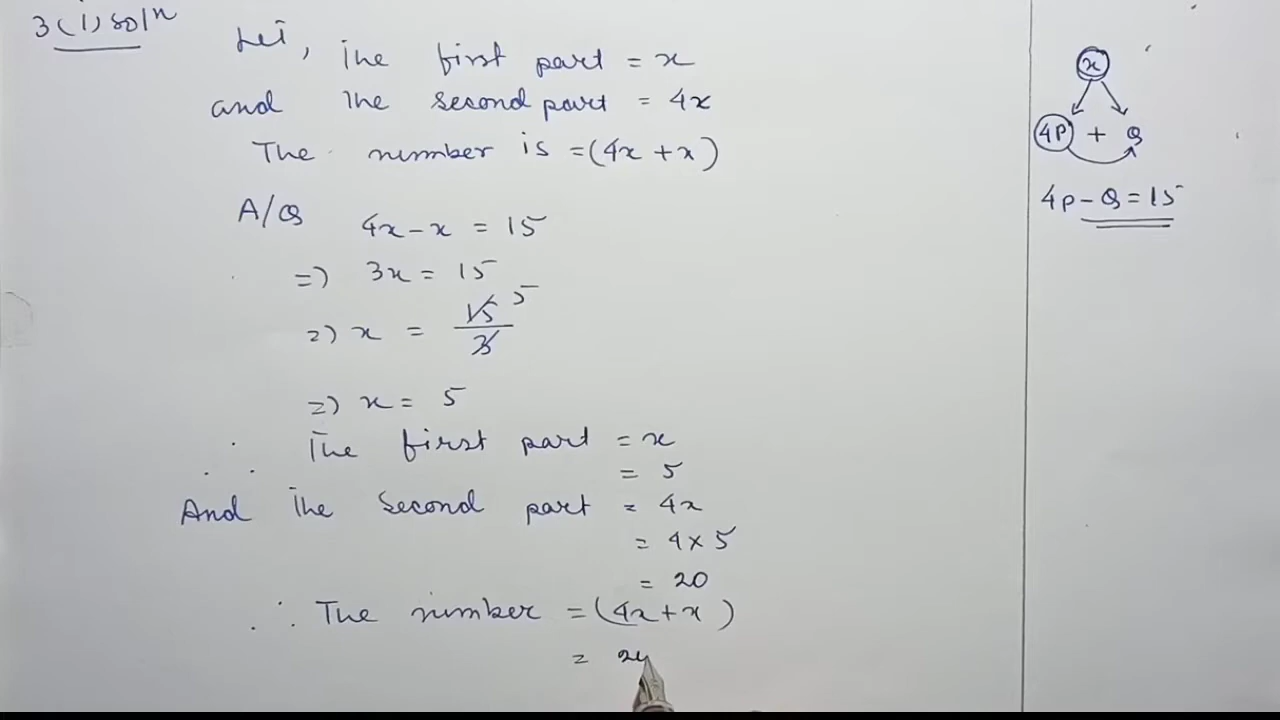 3(1) Solⁿ
Let, The first part = x
and the second part = 4x
The number is = (4x + x)
A/Q 4x - x = 15
=) 3x = 15
=) x = 15/3 5
=) x = 5
∴ The first part = x
= 5
And the second part = 4x
= 4 × 5
= 20
∴ The number = (4x + x)
=
x
4P + Q
4P - Q = 15